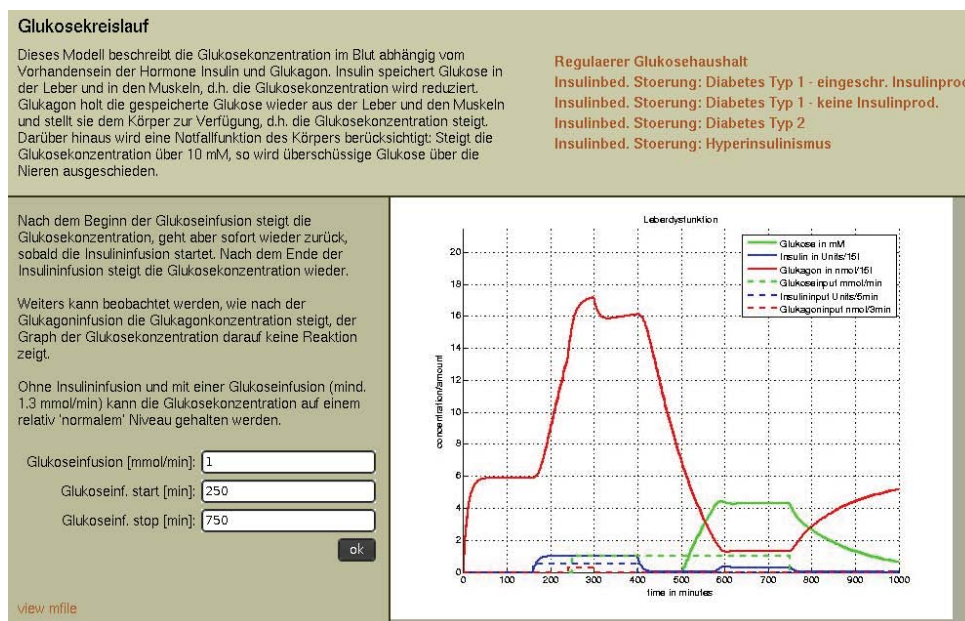 Glukosekreislauf
Dieses Modell beschreibt die Glukosekonzentration im Blut abhängig vom
Vorhandensein der Hormone Insulin und Glukagon. Insulin speichert Glukose in
der Leber und in den Muskeln, d.h. die Glukosekonzentration wird reduziert.
Glukagon holt die gespeicherte Glukose wieder aus der Leber und den Muskeln
und stellt sie dem Körper zur Verfügung, d.h. die Glukosekonzentration steigt.
Darüber hinaus wird eine Notfallfunktion des Körpers berücksichtigt: Steigt die
Glukosekonzentration über 10 mM, so wird überschüssige Glukose über die
Nieren ausgeschieden.
Regulaerer Glukosehaushalt
Insulinbed. Stoerung: Diabetes Typ 1 - eingeschr. Insulinprod
Insulinbed. Stoerung: Diabetes Typ 1 - keine Insulinprod.
Insulinbed. Stoerung: Diabetes Typ 2
Insulinbed. Stoerung: Hyperinsulinismus
Nach dem Beginn der Glukoseinfusion steigt die
Glukosekonzentration, geht aber sofort wieder zurück,
sobald die Insulininfusion startet. Nach dem Ende der
Insulininfusion steigt die Glukosekonzentration wieder.
Weiters kann beobachtet werden, wie nach der
Glukagoninfusion die Glukagonkonzentration steigt, der
Graph der Glukosekonzentration darauf keine Reaktion
zeigt.
Ohne Insulininfusion und mit einer Glukoseinfusion (mind.
1.3 mmol/min) kann die Glukosekonzentration auf einem
relativ 'normalem' Niveau gehalten werden.
Glukoseinfusion [mmol/min]: 1
Glukoseinf. start [min]: 250
Glukoseinf. stop [min]: 750
ok
view mfile
Leberdysfunktion
Glukose in mM
Insulin in Units/15l
Glukagon in nmol/15l
Glukoseinput mmol/min
Insulininput Units/5min
Glukagoninput nmol/3min
concentration/amount
20
18
16
14
12
10
8
6
4
2
0
0 100 200 300 400 500 600 700 800 900 1000
time in minutes